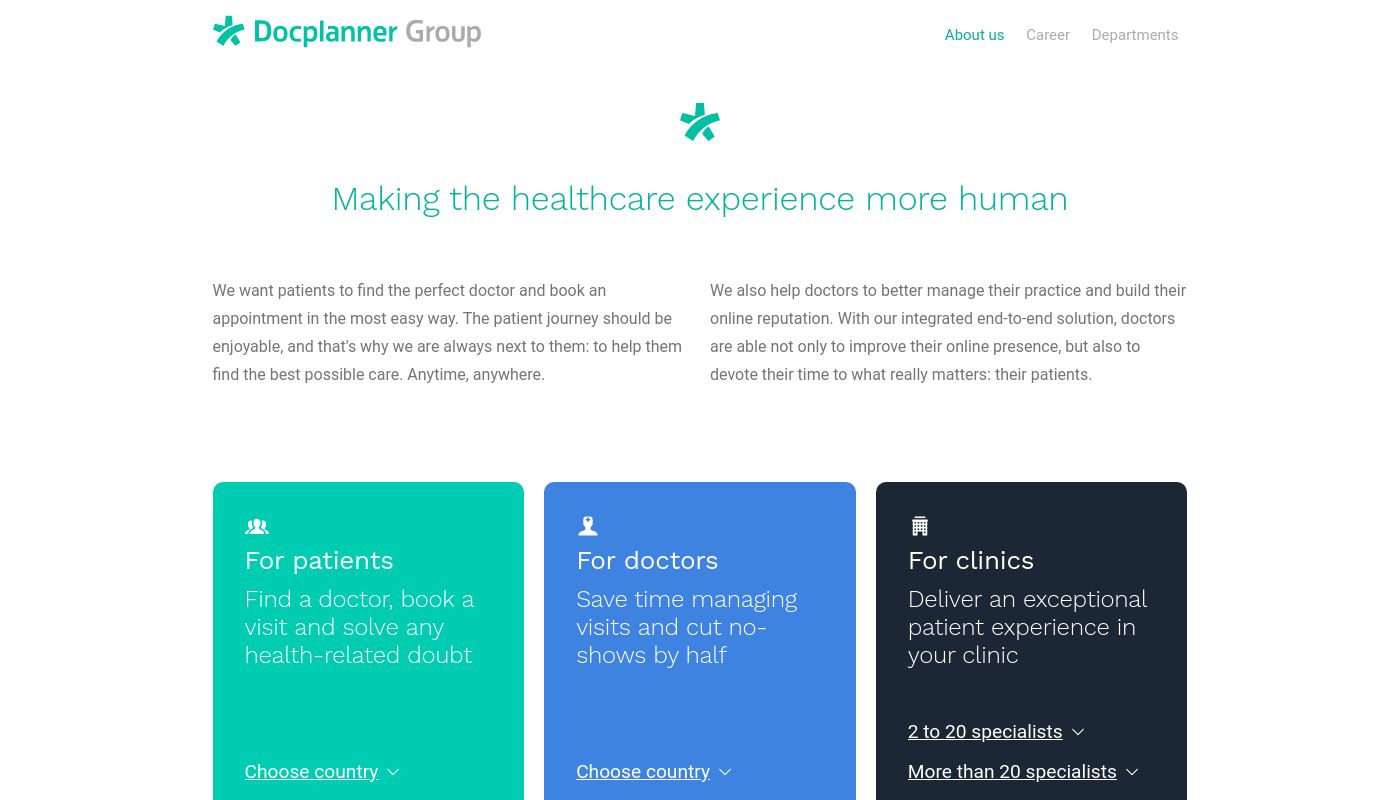 Docplanner Group
About us
Career
Departments
Making the healthcare experience more human
We want patients to find the perfect doctor and book an
appointment in the most easy way. The patient journey should be
enjoyable, and that's why we are always next to them: to help them
find the best possible care. Anytime, anywhere.
We also help doctors to better manage their practice and build their
online reputation. With our integrated end-to-end solution, doctors
are able not only to improve their online presence, but also to
devote their time to what really matters: their patients.
For patients
Find a doctor, book a
visit and solve any
health-related doubt
Choose country
For doctors
Save time managing
visits and cut no-
shows by half
Choose country
For clinics
Deliver an exceptional
patient experience in
your clinic
2 to 20 specialists
More than 20 specialists